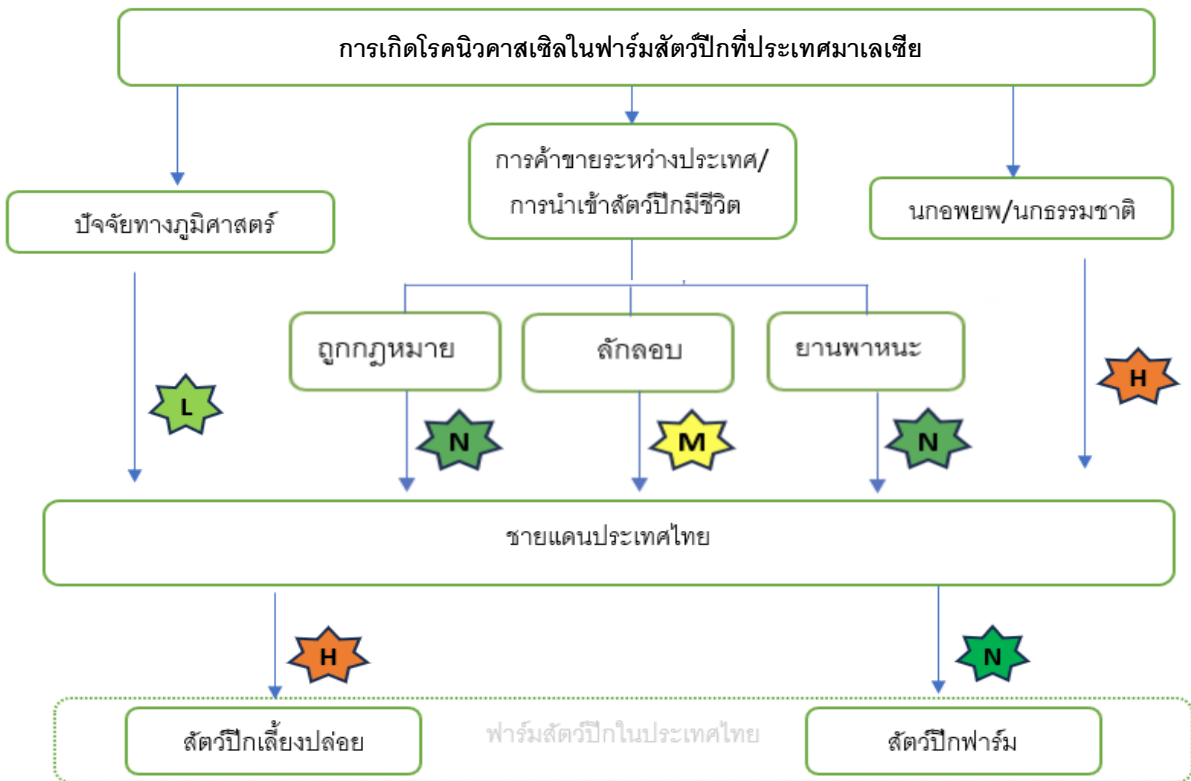 การเกิดโรคนิวคาสเซิลในฟาร์มสัตว์ปีกที่ประเทศมาเลเซีย
การค้าขายระหว่างประเทศ/
การนำเข้าสัตว์ปีกมีชีวิต
ปัจจัยทางภูมิศาสตร์
นกอพยพ/นกธรรมชาติ
ถูกกฎหมาย
ลักลอบ
ยานพาหนะ
L
N
M
N
H
ชายแดนประเทศไทย
H
N
สัตว์ปีกเลี้ยงปล่อย
ฟาร์มสัตว์ปีกในประเทศไทย
สัตว์ปีกฟาร์ม